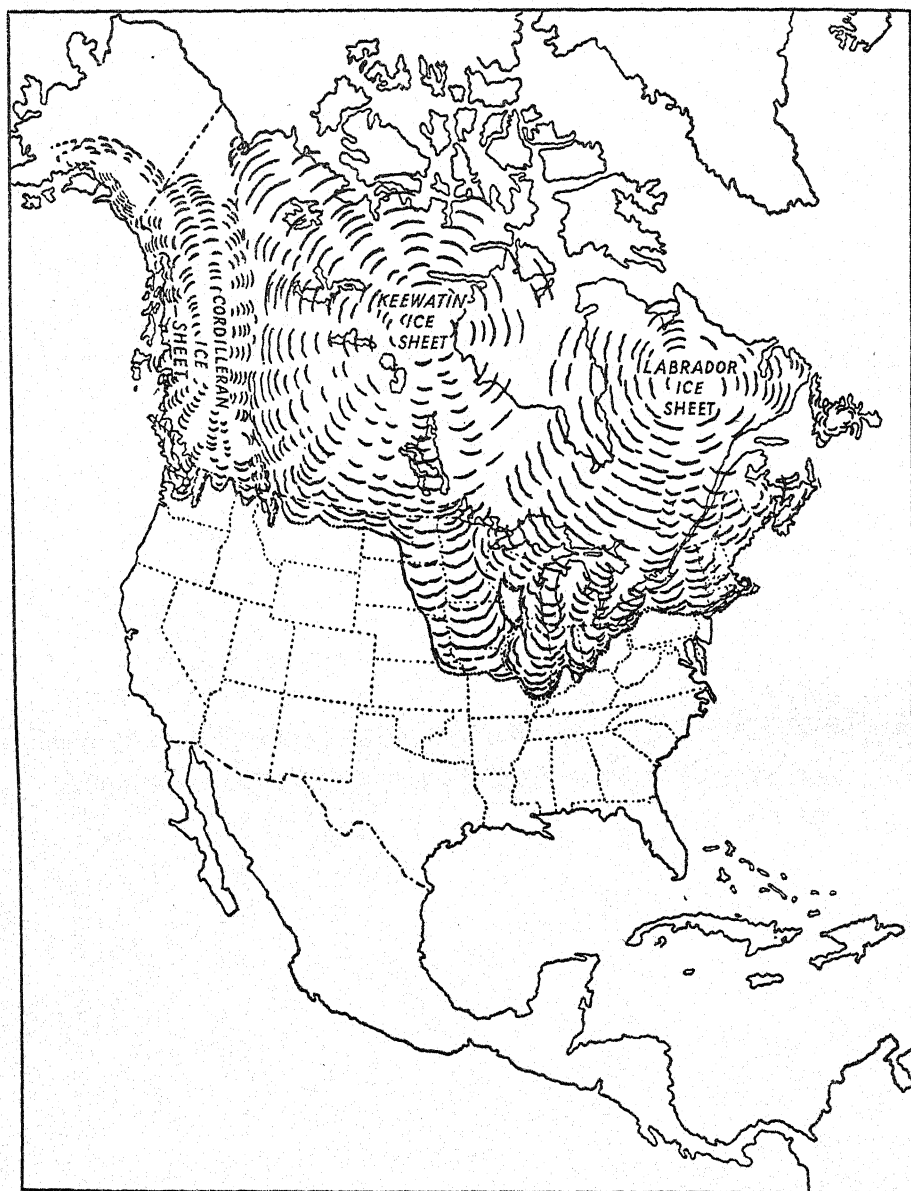 CORDILLERAN
ICE
SHEET
KEEWATIN
ICE
SHEET
LABRADOR
ICE
SHEET